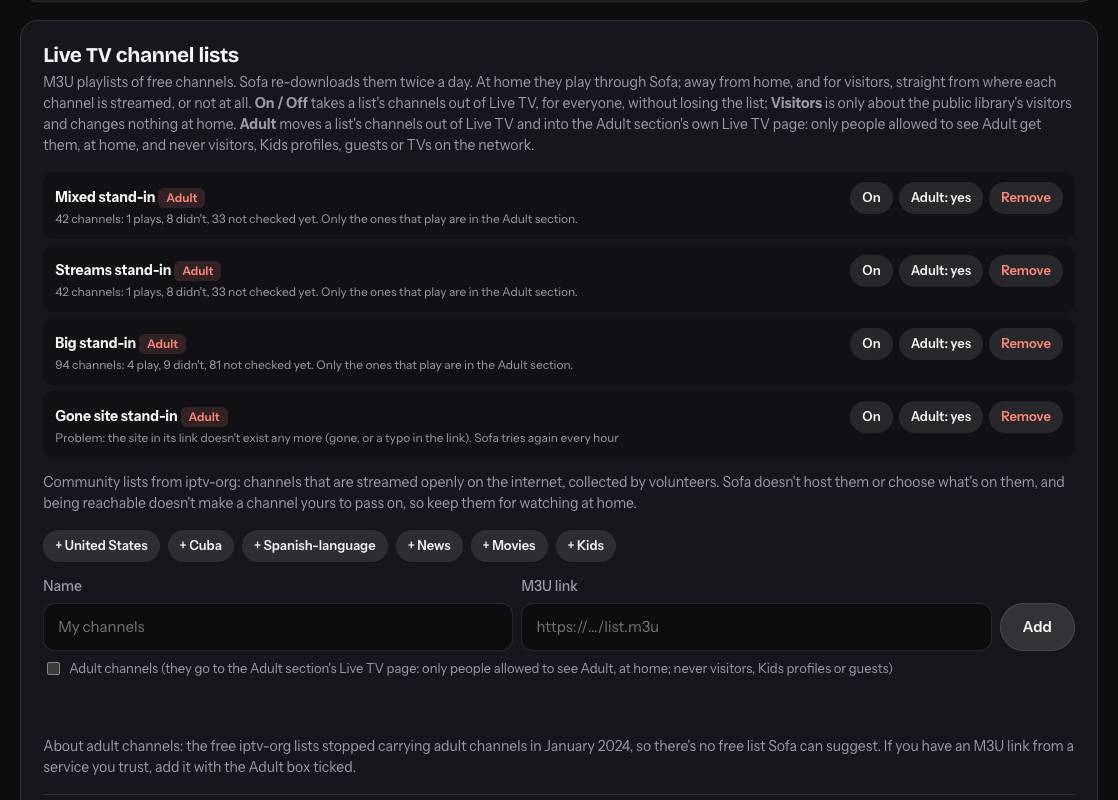 Live TV channel lists
M3U playlists of free channels. Sofa re-downloads them twice a day. At home they play through Sofa; away from home, and for visitors, straight from where each
channel is streamed, or not at all. On / Off takes a list's channels out of Live TV, for everyone, without losing the list; Visitors is only about the public library's visitors
and changes nothing at home. Adult moves a list's channels out of Live TV and into the Adult section's own Live TV page: only people allowed to see Adult get
them, at home, and never visitors, Kids profiles, guests or TVs on the network.
Mixed stand-in Adult On Adult: yes Remove
42 channels: 1 plays, 8 didn't, 33 not checked yet. Only the ones that play are in the Adult section.
Streams stand-in Adult On Adult: yes Remove
42 channels: 1 plays, 8 didn't, 33 not checked yet. Only the ones that play are in the Adult section.
Big stand-in Adult On Adult: yes Remove
94 channels: 4 play, 9 didn't, 81 not checked yet. Only the ones that play are in the Adult section.
Gone site stand-in Adult On Adult: yes Remove
Problem: the site in its link doesn't exist any more (gone, or a typo in the link). Sofa tries again every hour
Community lists from iptv-org: channels that are streamed openly on the internet, collected by volunteers. Sofa doesn't host them or choose what's on them, and
being reachable doesn't make a channel yours to pass on, so keep them for watching at home.
+ United States + Cuba + Spanish-language + News + Movies + Kids
Name M3U link
My channels https://.../list.m3u Add
Adult channels (they go to the Adult section's Live TV page: only people allowed to see Adult, at home; never visitors, Kids profiles or guests)
About adult channels: the free iptv-org lists stopped carrying adult channels in January 2024, so there's no free list Sofa can suggest. If you have an M3U link from a
service you trust, add it with the Adult box ticked.